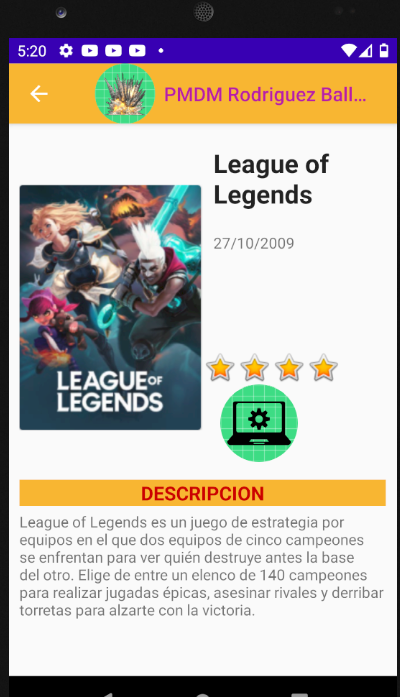 5:20
PMDM Rodriguez Ball...
League of
Legends
27/10/2009
LEAGUE OF
LEGENDS
DESCRIPCION
League of Legends es un juego de estrategia por
equipos en el que dos equipos de cinco campeones
se enfrentan para ver quién destruye antes la base
del otro. Elige de entre un elenco de 140 campeones
para realizar jugadas épicas, asesinar rivales y derribar
torretas para alzarte con la victoria.